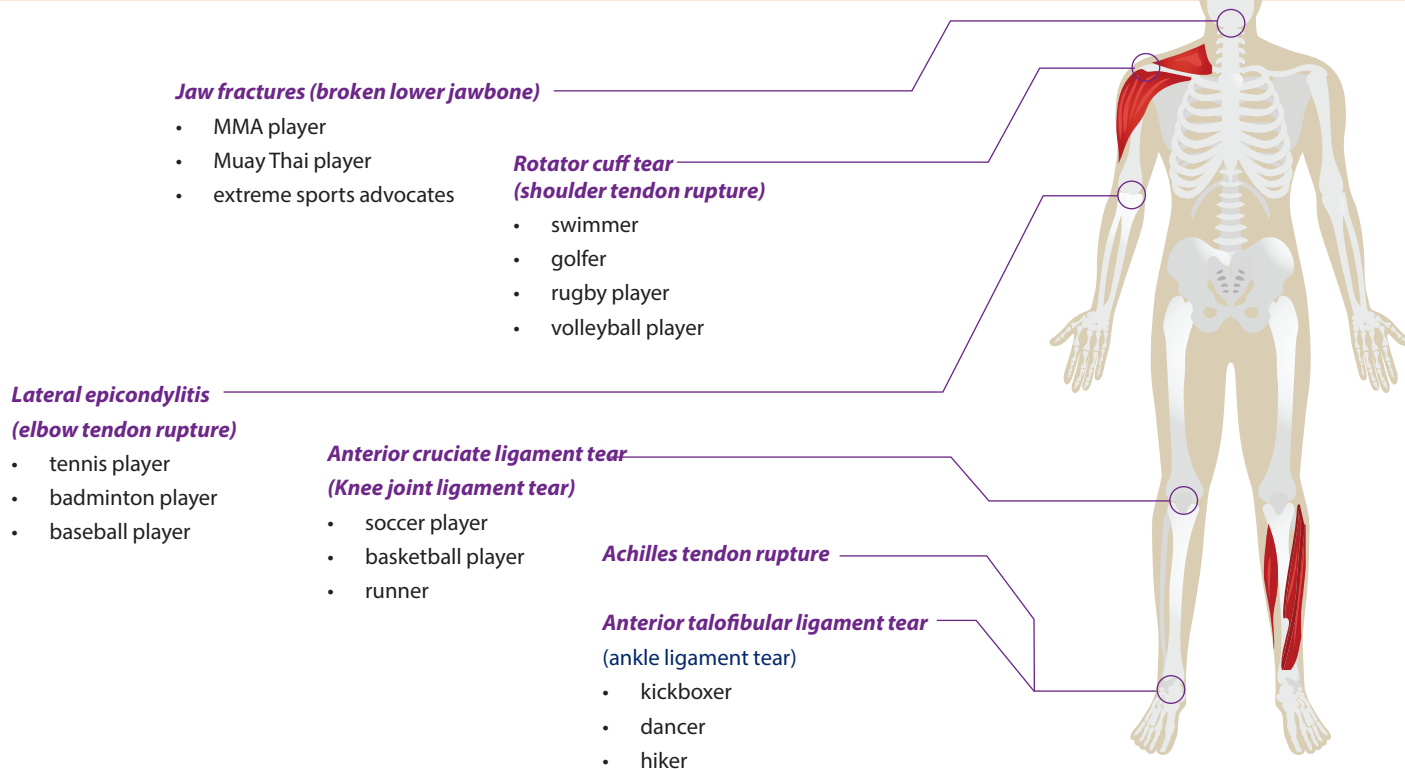 Jaw fractures (broken lower jawbone)
• MMA player
• Muay Thai player
• extreme sports advocates
Rotator cuff tear
(shoulder tendon rupture)
• swimmer
• golfer
• rugby player
• volleyball player
Lateral epicondylitis
(elbow tendon rupture)
• tennis player
• badminton player
• baseball player
Anterior cruciate ligament tear
(Knee joint ligament tear)
• soccer player
• basketball player
• runner
Achilles tendon rupture
Anterior talofibular ligament tear
(ankle ligament tear)
• kickboxer
• dancer
• hiker